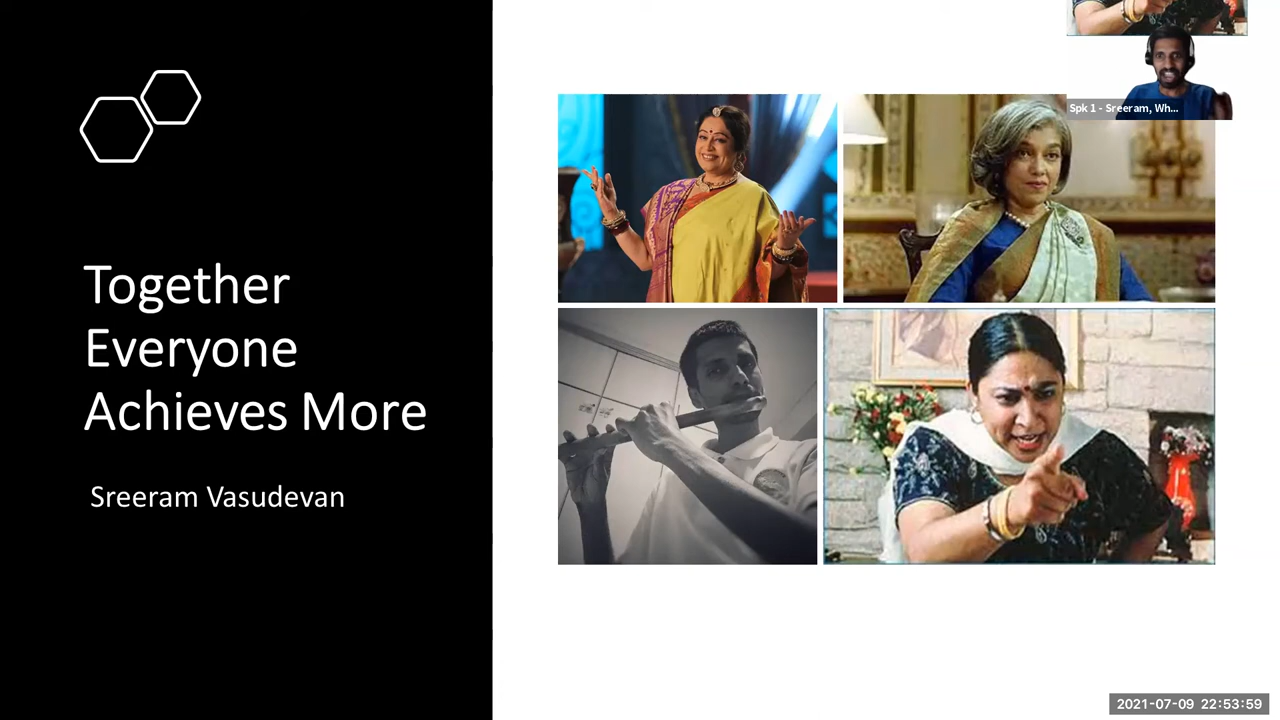 Together
Everyone
Achieves More
Sreeram Vasudevan
Spk 1 - Sreeram, Wh...
2021-07-09 22:53:59